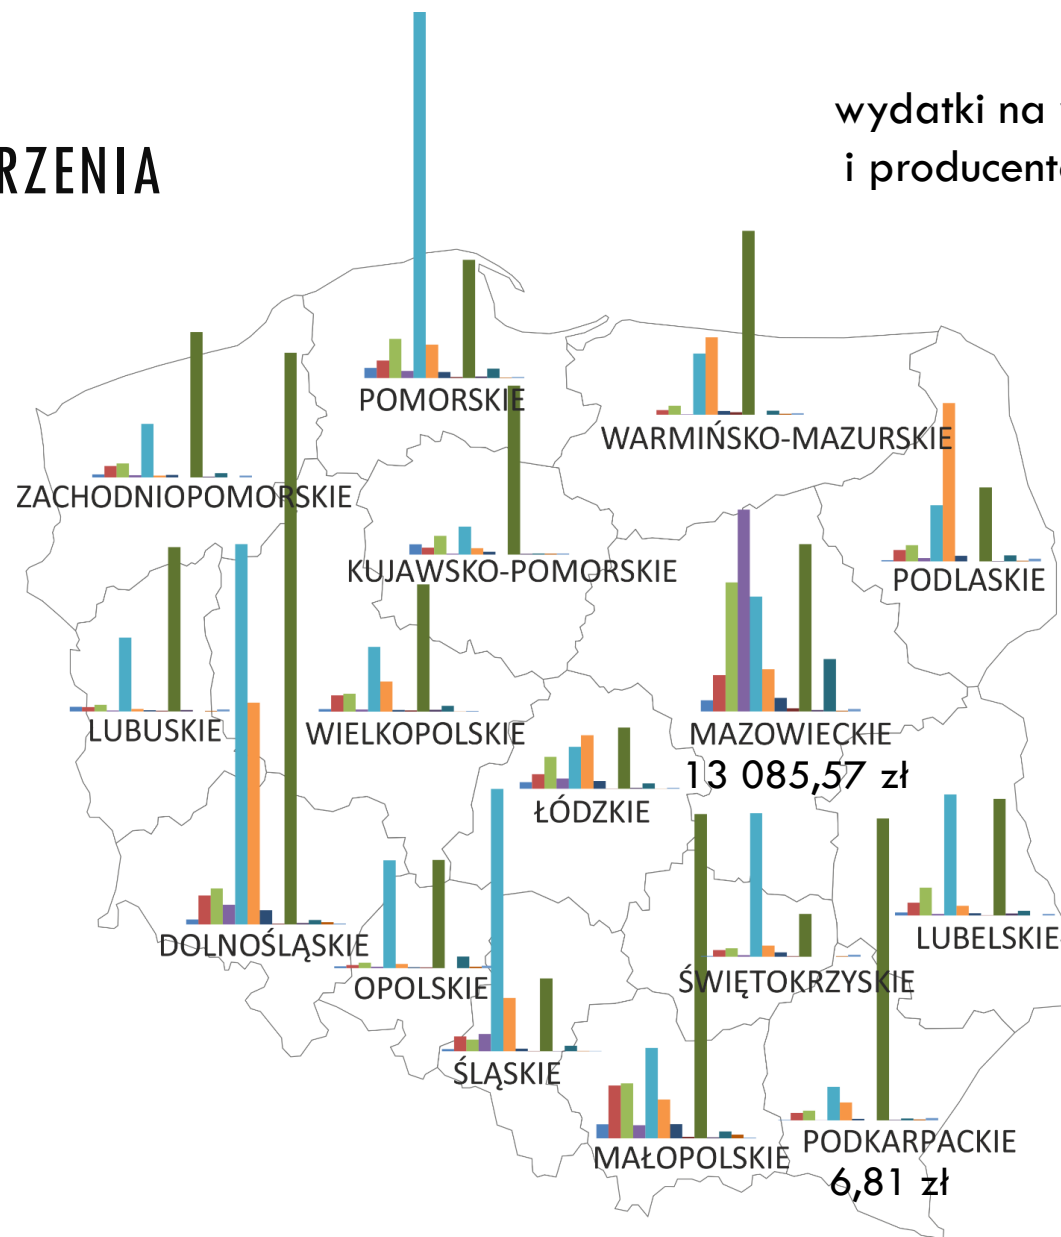 RZENIA
wydatki na
i producent
POMORSKIE
WARMIŃSKO-MAZURSKIE
ZACHODNIOPOMORSKIE
KUJAWSKO-POMORSKIE
PODLASKIE
LUBUSKIE
WIELKOPOLSKIE
MAZOWIECKIE
13 085,57 zł
ŁÓDZKIE
DOLNOŚLĄSKIE
LUBELSKIE
OPOLSKIE
ŚWIĘTOKRZYSKIE
ŚLĄSKIE
MAŁOPOLSKIE
PODKARPACKIE
6,81 zł